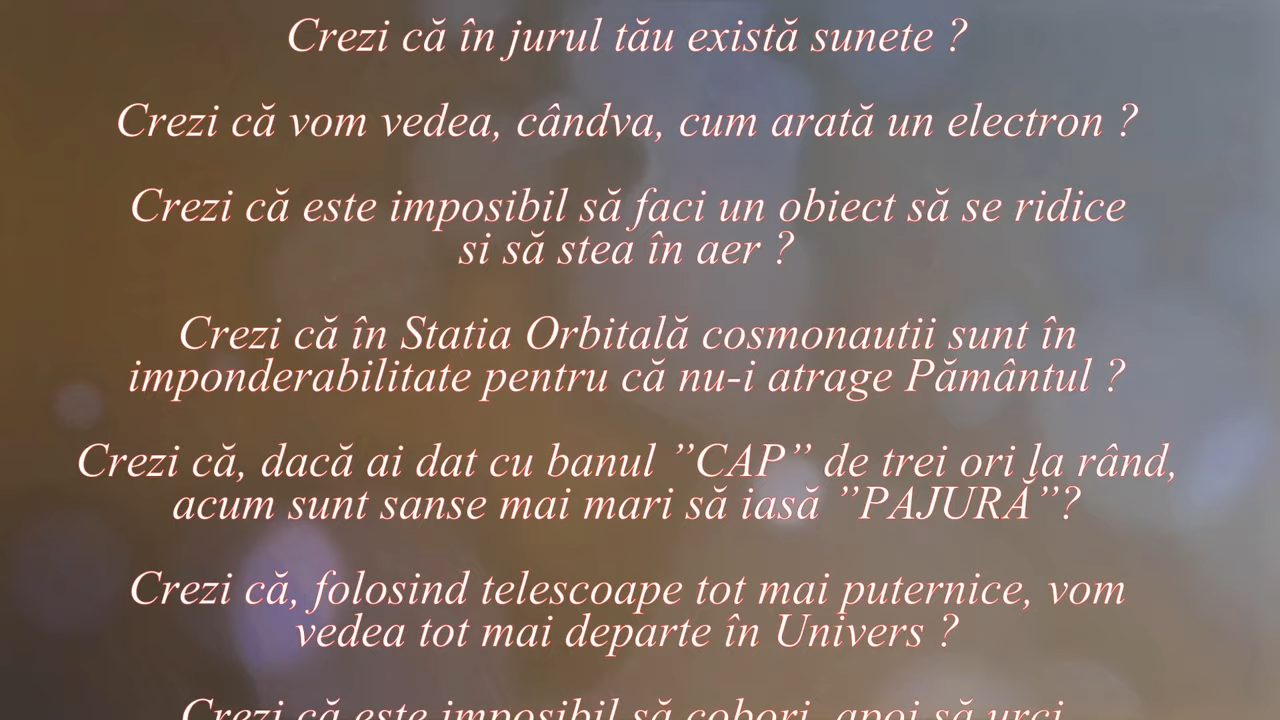 Crezi că în jurul tău există sunete ?
Crezi că vom vedea, cândva, cum arată un electron ?
Crezi că este imposibil să faci un obiect să se ridice
si să stea în aer ?
Crezi că în Statia Orbitală cosmonautii sunt în
imponderabilitate pentru că nu-i atrage Pământul ?
Crezi că, dacă ai dat cu banul ”CAP” de trei ori la rând,
acum sunt sanse mai mari să iasă ”PAJURĂ”?
Crezi că, folosind telescoape tot mai puternice, vom
vedea tot mai departe în Univers ?
Crezi că este imposibil să cobori, apoi să urci